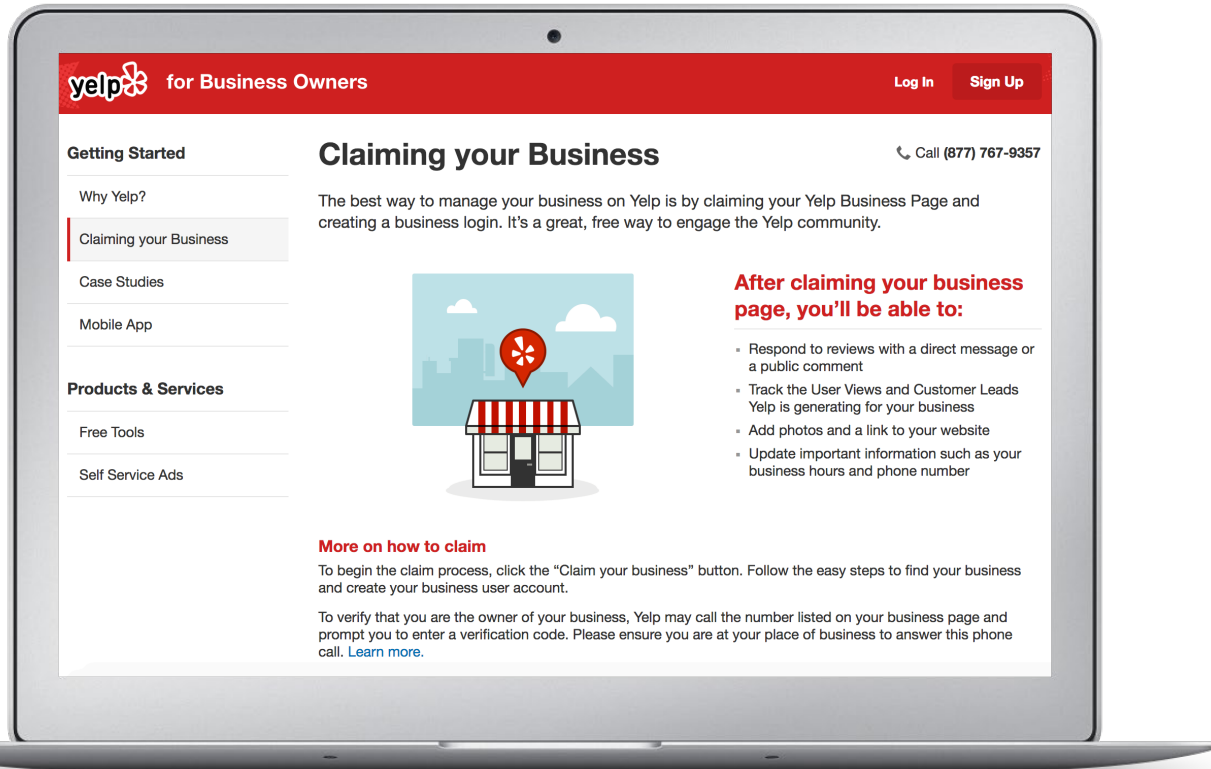 yelp for Business Owners
Log In
Sign Up
Getting Started
Why Yelp?
Claiming your Business
Case Studies
Mobile App
Products & Services
Free Tools
Self Service Ads
Claiming your Business
Call (877) 767-9357
The best way to manage your business on Yelp is by claiming your Yelp Business Page and
creating a business login. It’s a great, free way to engage the Yelp community.
After claiming your business
page, you’ll be able to:
Respond to reviews with a direct message or
a public comment
Track the User Views and Customer Leads
Yelp is generating for your business
Add photos and a link to your website
Update important information such as your
business hours and phone number
More on how to claim
To begin the claim process, click the “Claim your business” button. Follow the easy steps to find your business
and create your business user account.
To verify that you are the owner of your business, Yelp may call the number listed on your business page and
prompt you to enter a verification code. Please ensure you are at your place of business to answer this phone
call. Learn more.